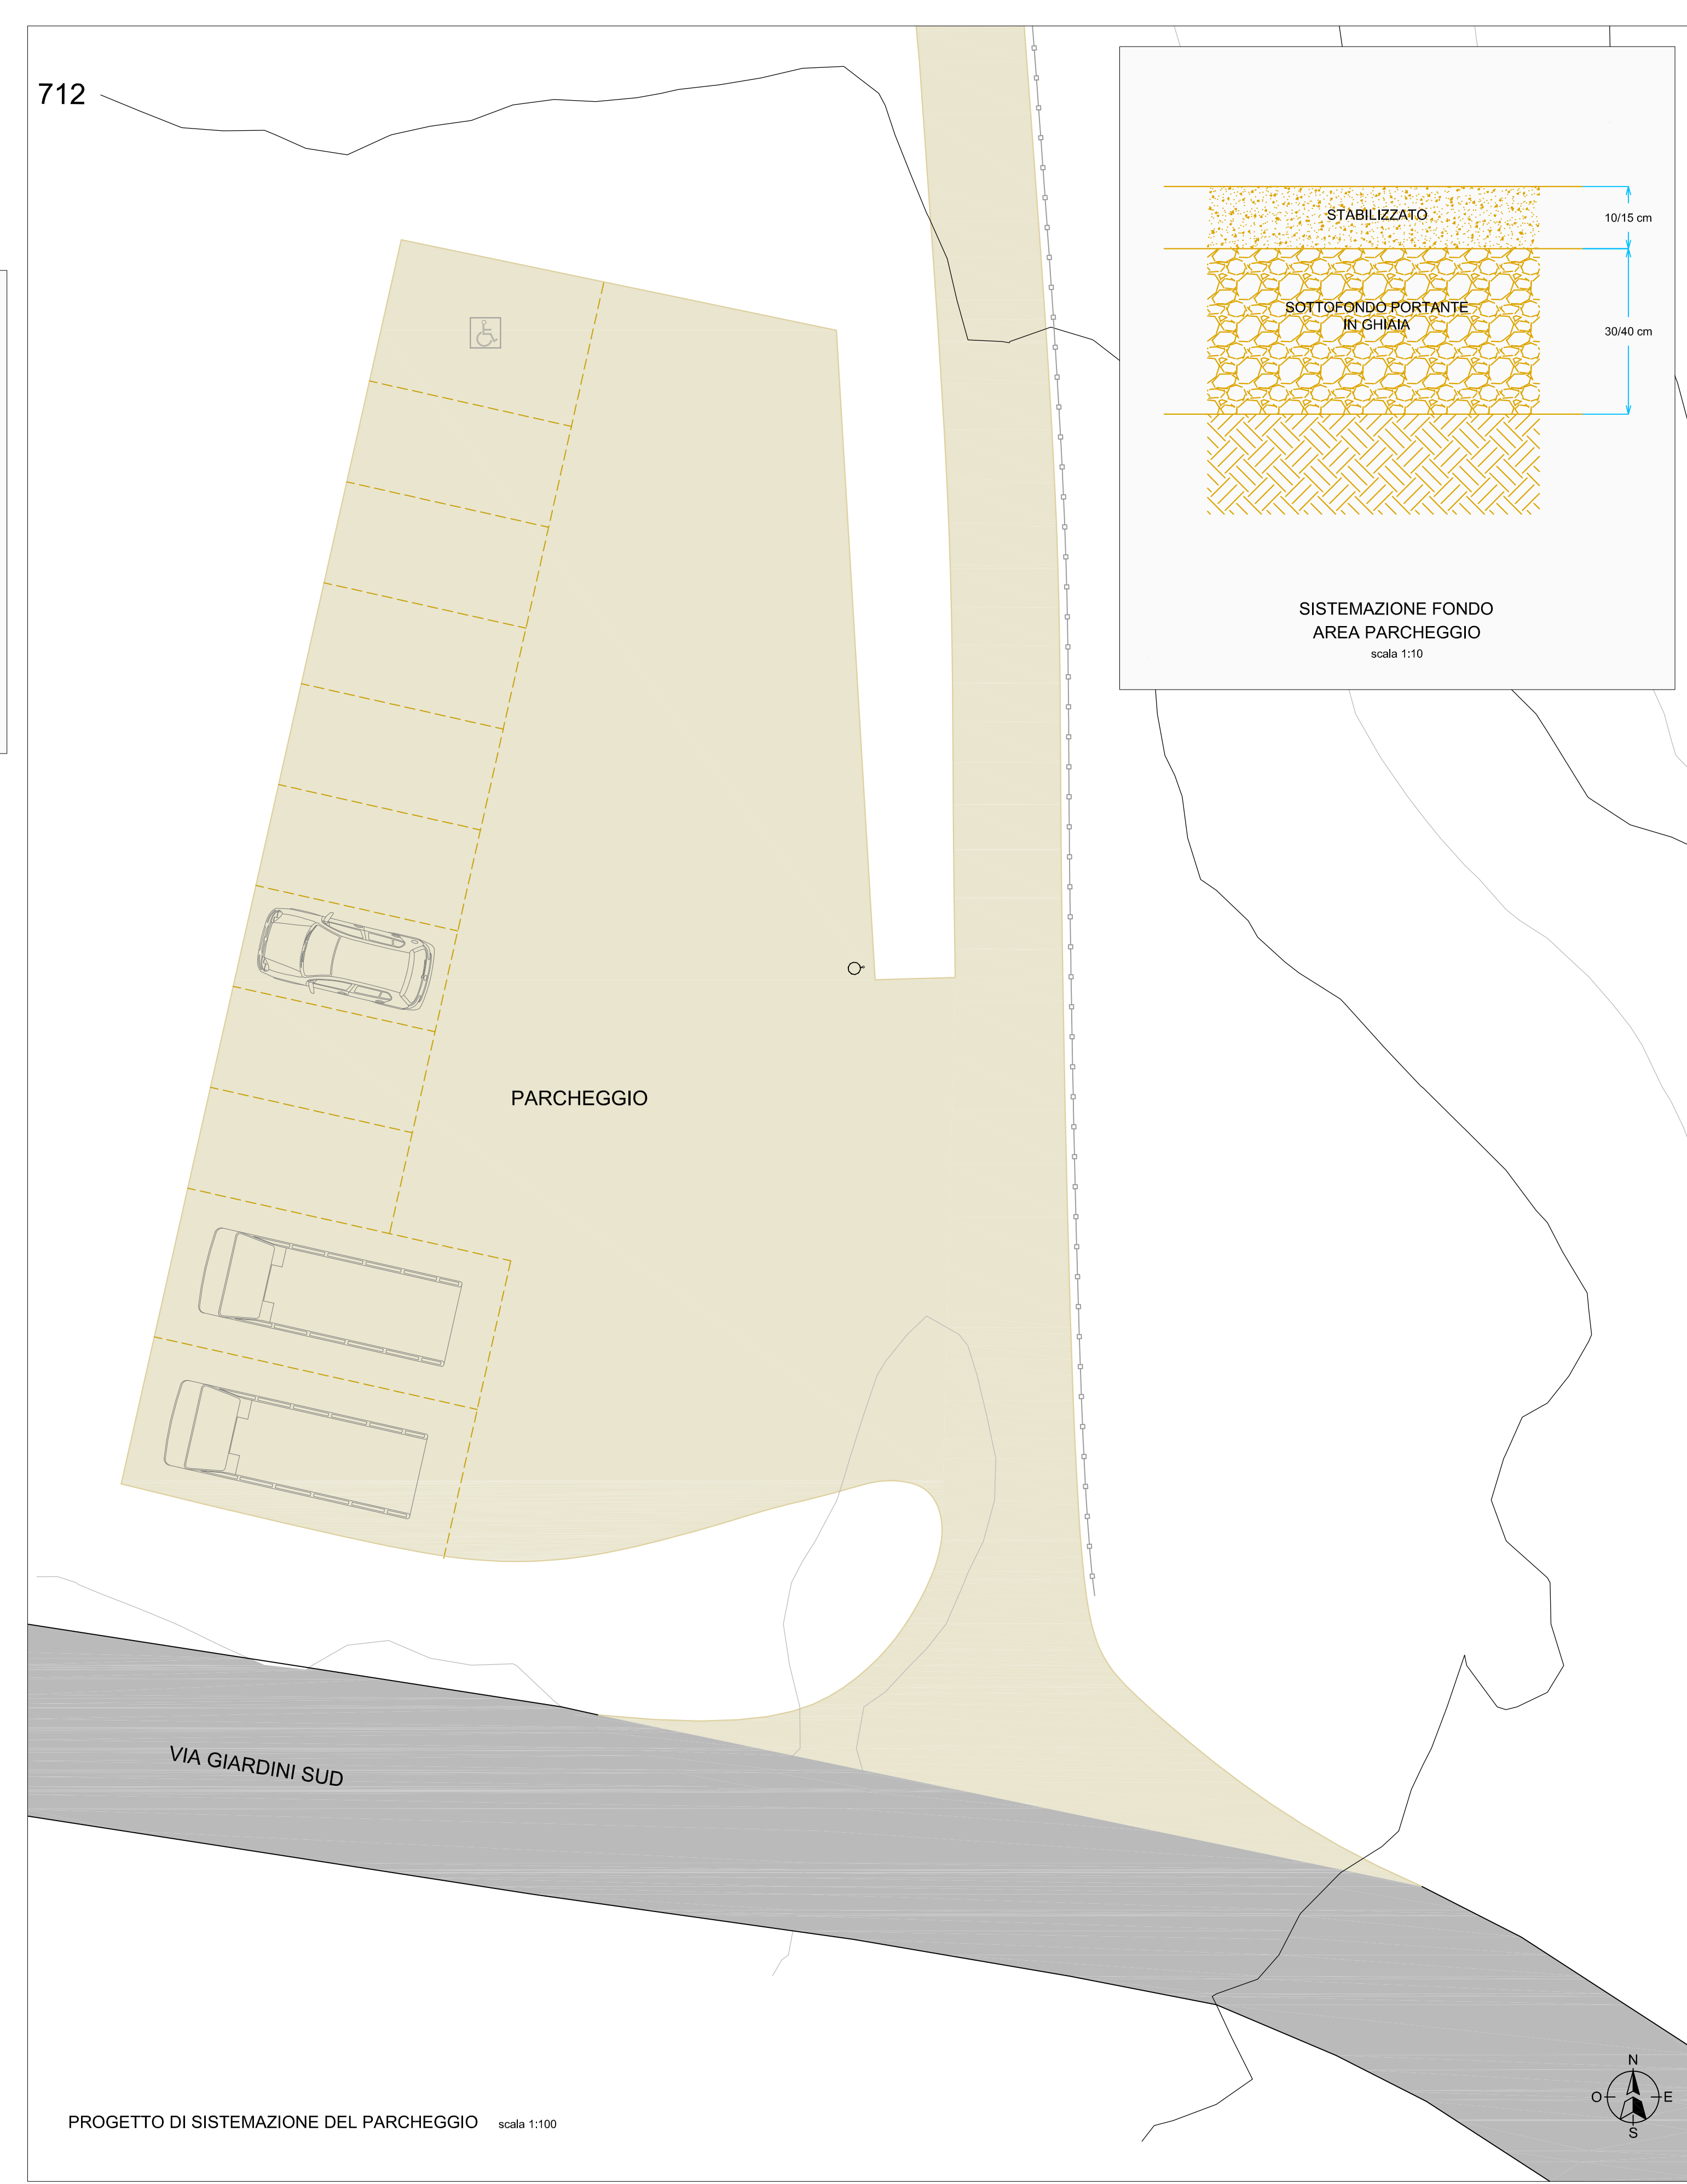 712
STABILIZZATO
10/15 cm
SOTTOFONDO PORTANTE
IN GHIAIA
30/40 cm
SISTEMAZIONE FONDO
AREA PARCHEGGIO
scala 1:10
PARCHEGGIO
VIA GIARDINI SUD
N
O E
S
PROGETTO DI SISTEMAZIONE DEL PARCHEGGIO scala 1:100